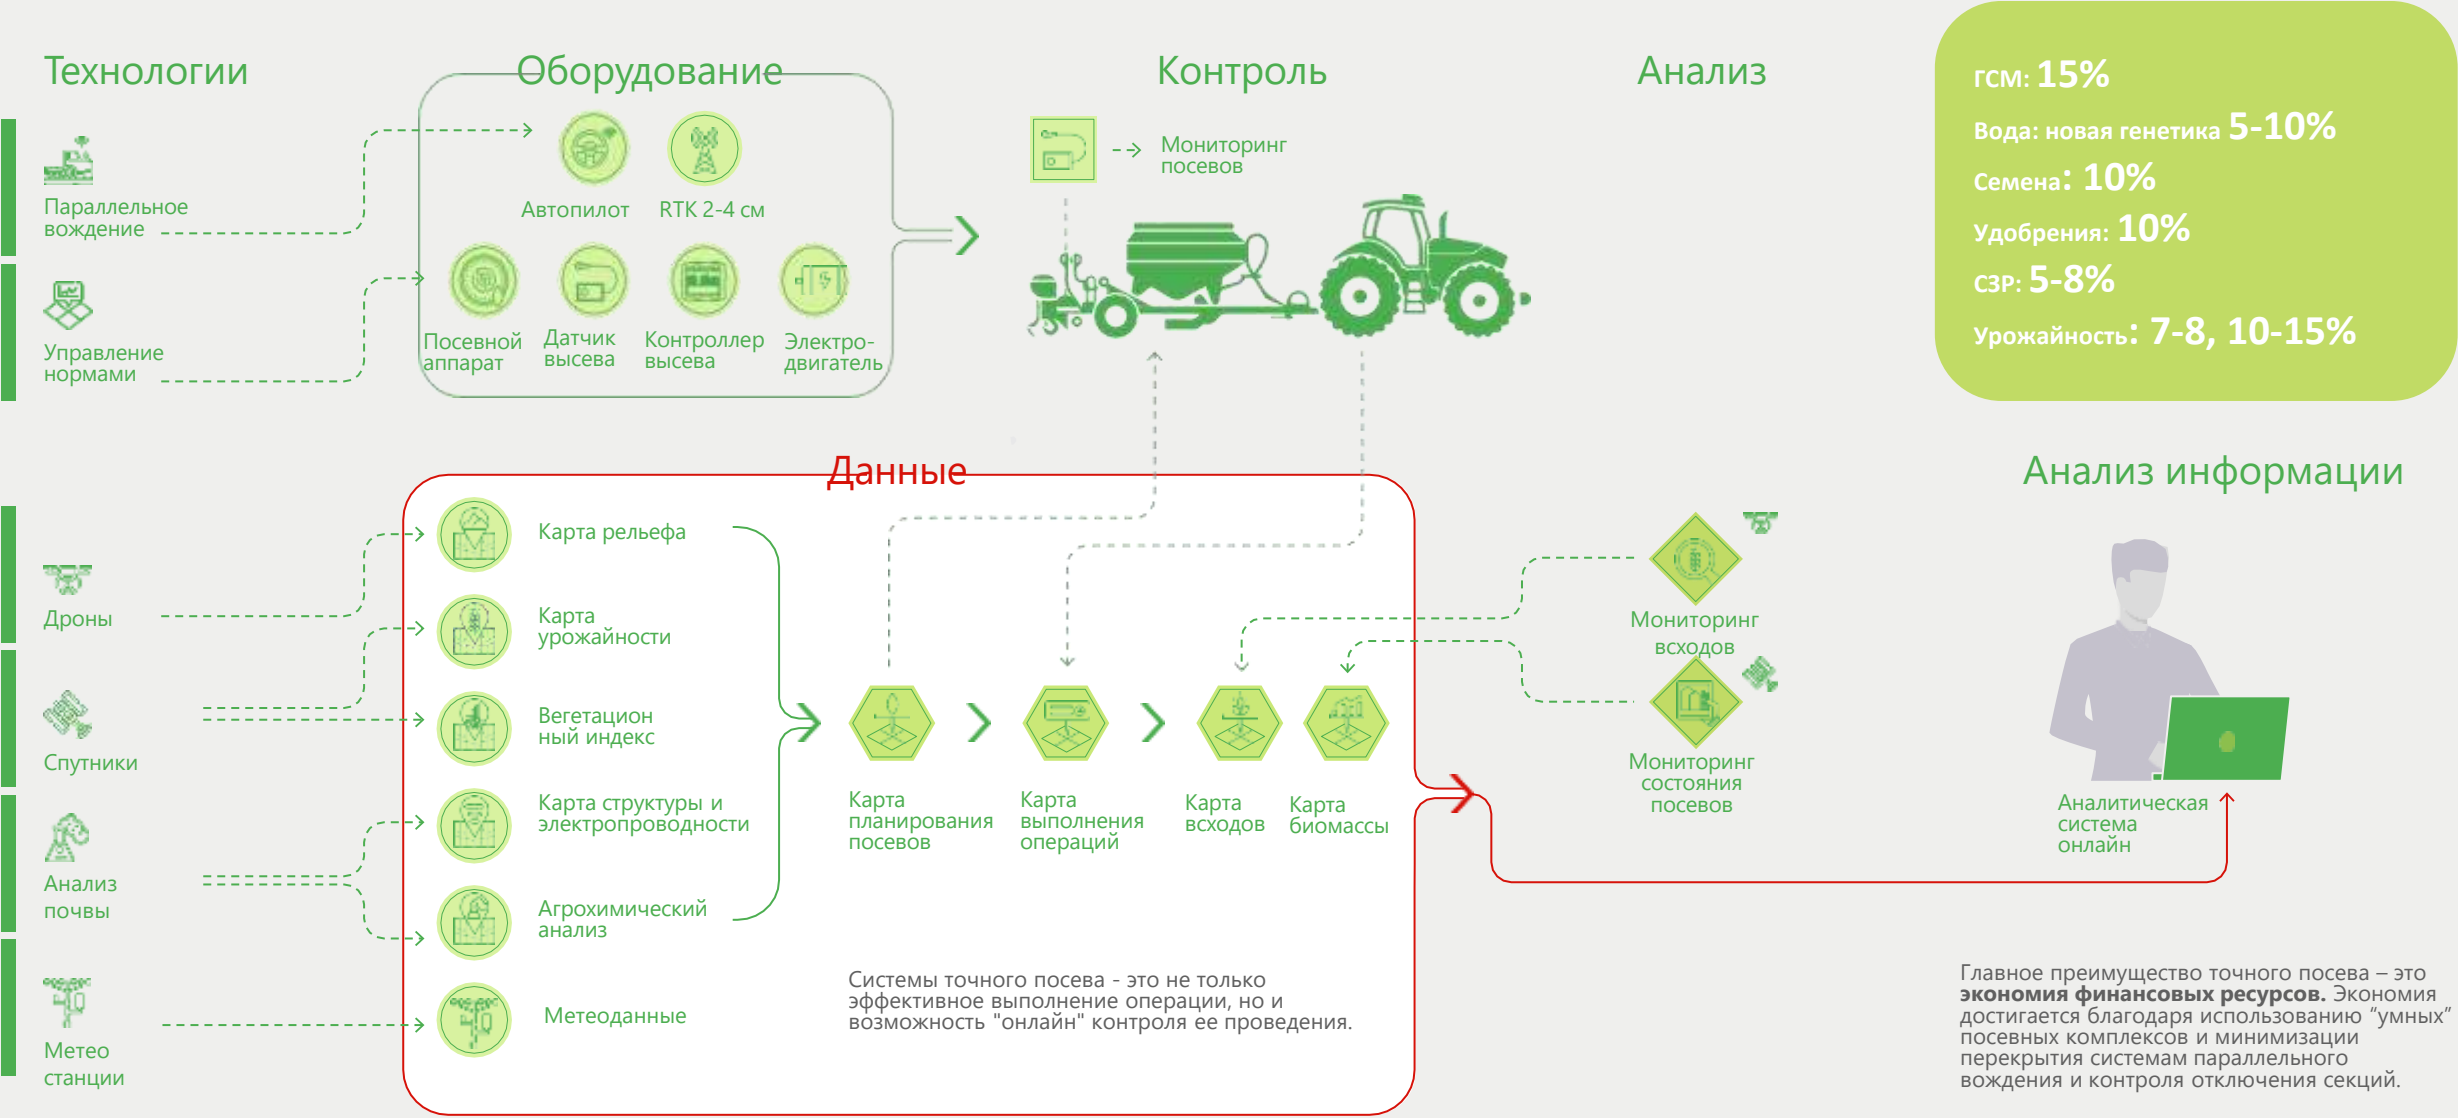 Технологии
Оборудование
Контроль
Анализ
ГСМ: 15%
Вода: новая генетика 5-10%
Семена: 10%
Удобрения: 10%
СЗР: 5-8%
Урожайность: 7-8, 10-15%
Параллельное
вождение
Управление
нормами
Автопилот
RTK 2-4 см
Посевной
аппарат
Датчик
высева
Контроллер
высева
Электро-
двигатель
Мониторинг
посевов
Данные
Анализ информации
Дроны
Спутники
Анализ
почвы
Метео
станции
Карта рельефа
Карта
урожайности
Вегетацион
ный индекс
Карта структуры и
электропроводности
Агрохимический
анализ
Метеоданные
Карта
планирования
посевов
Карта
выполнения
операций
Карта
всходов
Карта
биомассы
Мониторинг
всходов
Мониторинг
состояния
посевов
Аналитическая
система
онлайн
Системы точного посева - это не только
эффективное выполнение операции, но и
возможность "онлайн" контроля ее проведения.
Главное преимущество точного посева – это
экономия финансовых ресурсов. Экономия
достигается благодаря использованию “умных”
посевных комплексов и минимизации
перекрытия системам параллельного
вождения и контроля отключения секций.